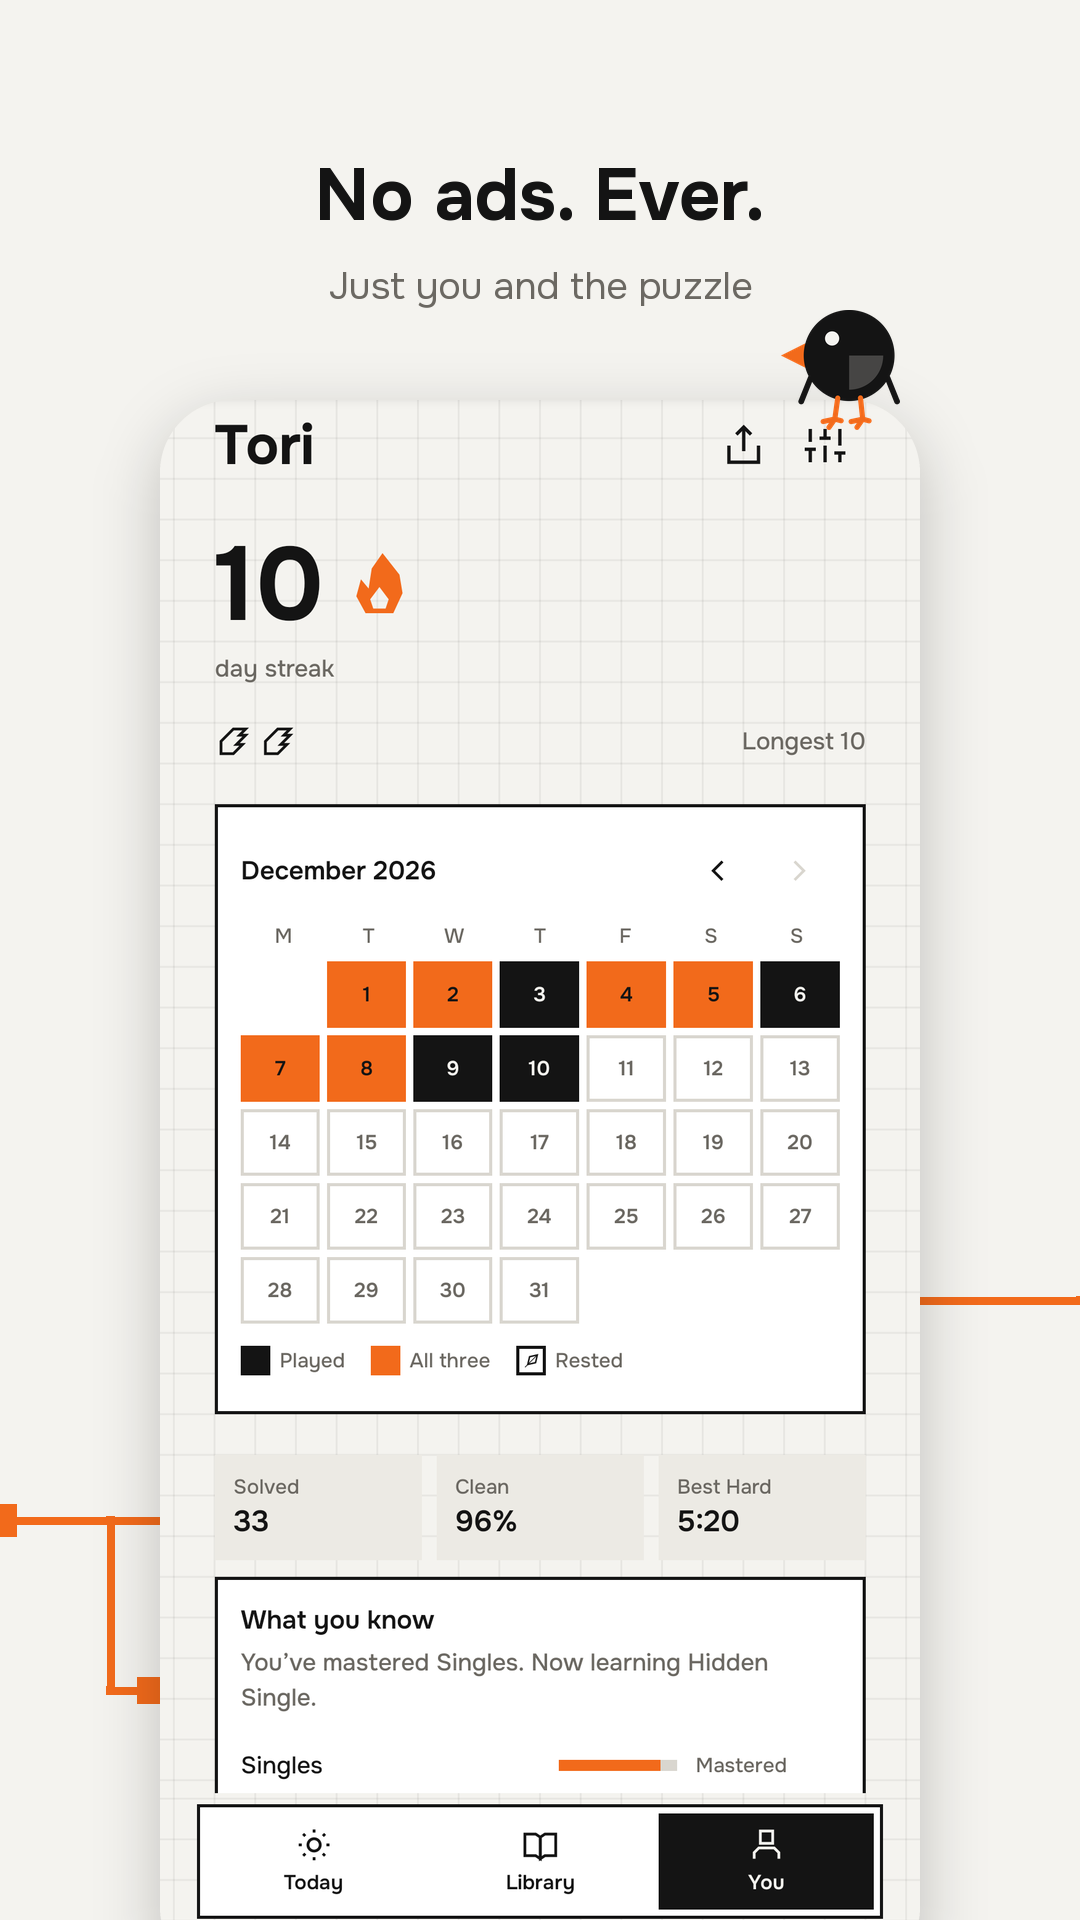 No ads. Ever.
Just you and the puzzle
Tori
10
day streak
Longest 10
December 2026
M T W T F S S
1 2 3 4 5 6
7 8 9 10 11 12 13
14 15 16 17 18 19 20
21 22 23 24 25 26 27
28 29 30 31
Played All three Rested
Solved Clean Best Hard
33 96% 5:20
What you know
You’ve mastered Singles. Now learning Hidden
Single.
Singles Mastered
Today Library You